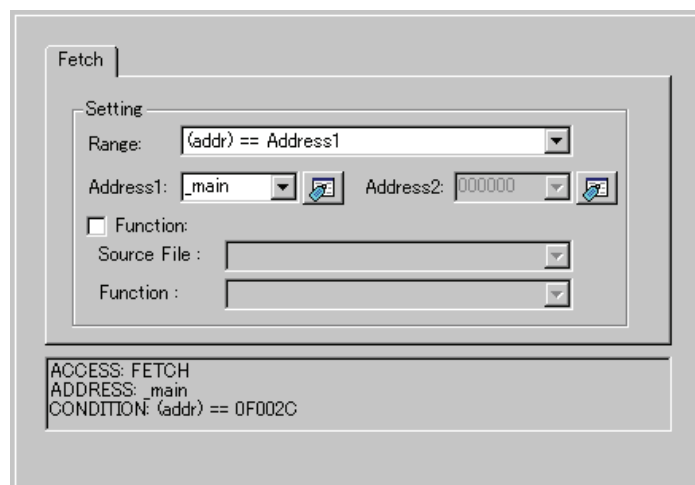 Fetch
Setting
Range: (addr) == Address1
Address1: _main Address2: 000000
Function:
Source File :
Function :
ACCESS: FETCH
ADDRESS: _main
CONDITION: (addr) == 0F002C